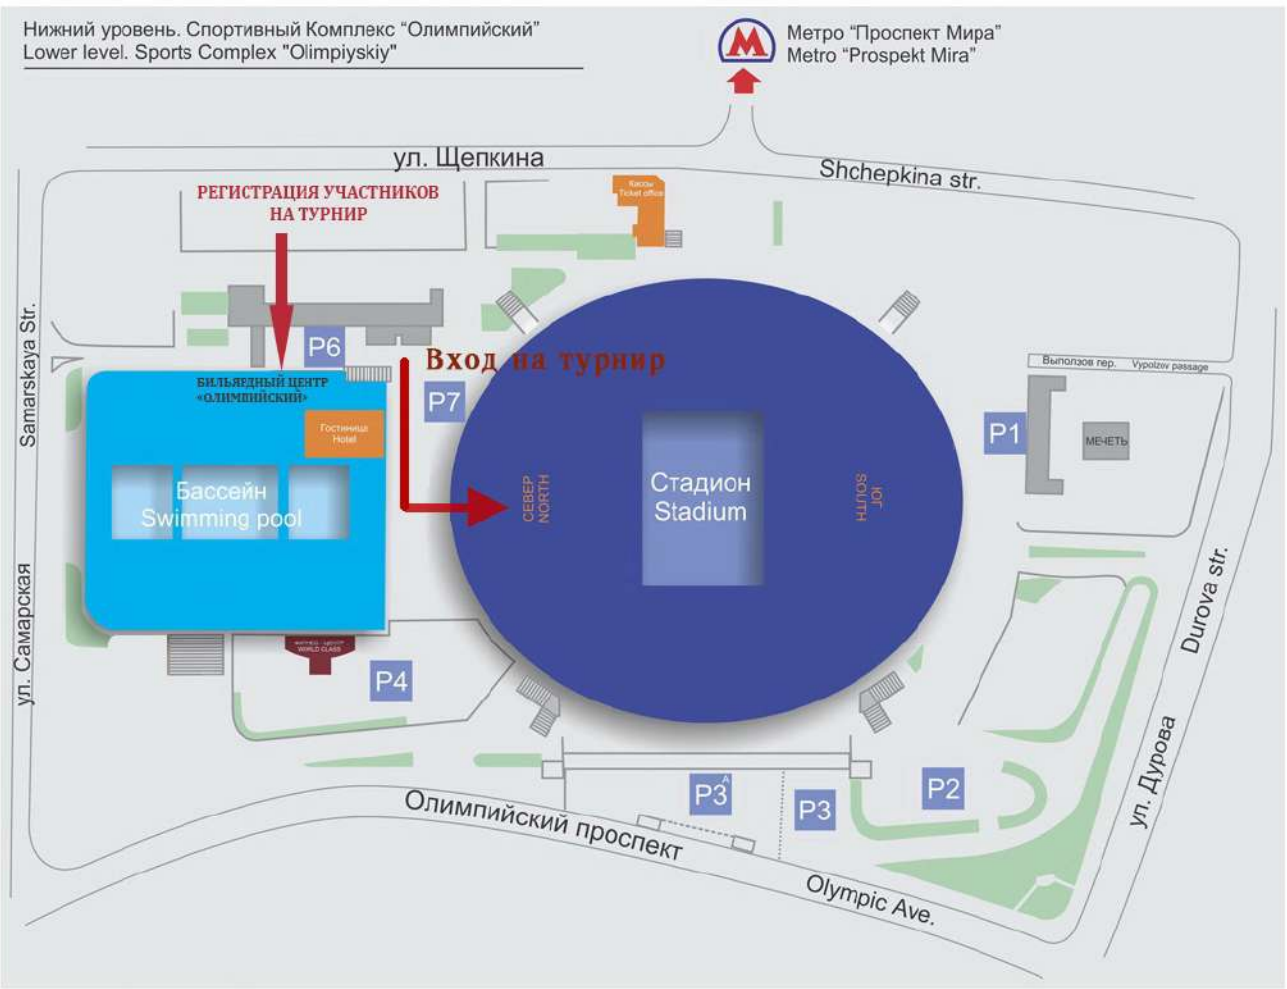 Нижний уровень. Спортивный Комплекс “Олимпийский”
Lower level. Sports Complex "Olimpiyskiy"
М
Метро “Проспект Мира”
Metro “Prospekt Mira”
ул. Щепкина
Shchepkina str.
РЕГИСТРАЦИЯ УЧАСТНИКОВ
НА ТУРНИР
Кассы
Ticket office
Samarskaya Str.
ул. Самарская
P6
Вход на турнир
БИЛЬЯРДНЫЙ ЦЕНТР
«ОЛИМПИЙСКИЙ»
P7
Гостиница
Hotel
Бассейн
Swimming pool
СЕВЕР
NORTH
Стадион
Stadium
ЮГ
SOUTH
Выползов пер.
Vypolzov passage
P1
МЕЧЕТЬ
Durova str.
ул. Дурова
ФИТНЕС - ЦЕНТР
WORLD CLASS
P4
P3A
P3
P2
Олимпийский проспект
Olympic Ave.